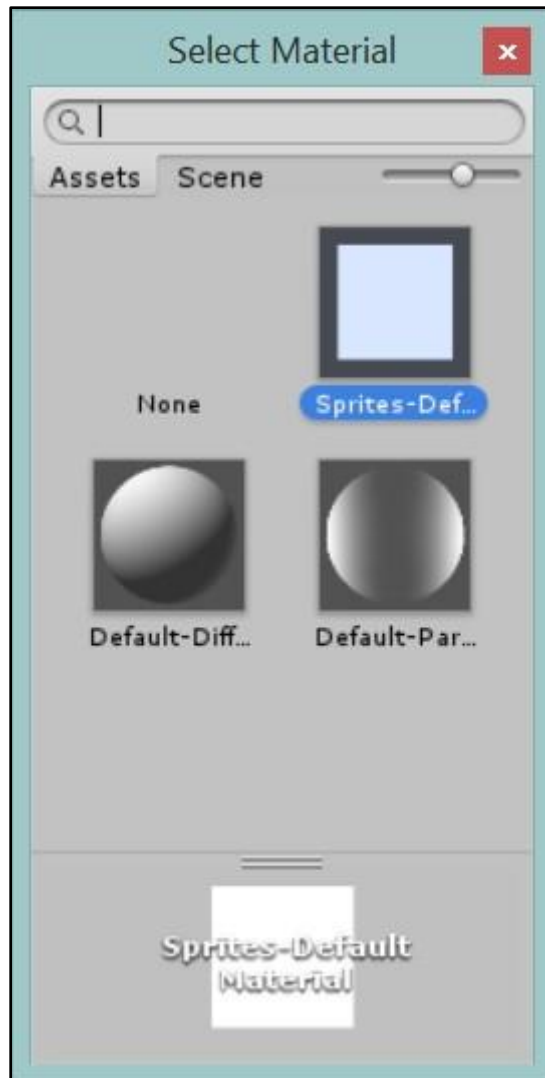 Select Material
Assets Scene
None
Sprites-Def...
Default-Diff...
Default-Par...
Sprites-Default
Material